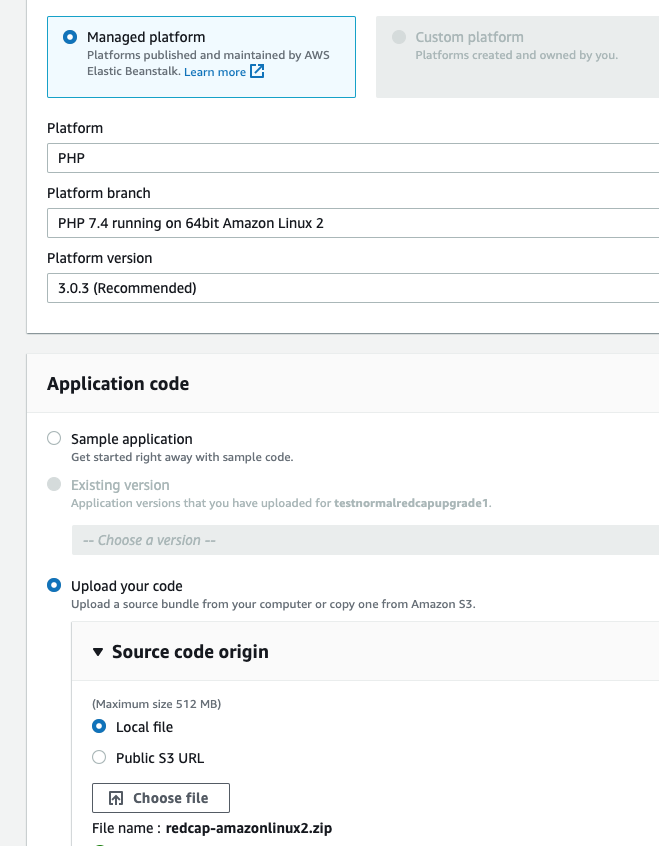 Managed platform
Platforms published and maintained by AWS
Elastic Beanstalk. Learn more
Custom platform
Platforms created and owned by you.
Platform
PHP
Platform branch
PHP 7.4 running on 64bit Amazon Linux 2
Platform version
3.0.3 (Recommended)
Application code
Sample application
Get started right away with sample code.
Existing version
Application versions that you have uploaded for testnormalredcapupgrade1.
-- Choose a version --
Upload your code
Upload a source bundle from your computer or copy one from Amazon S3.
Source code origin
(Maximum size 512 MB)
Local file
Public S3 URL
Choose file
File name : redcap-amazonlinux2.zip